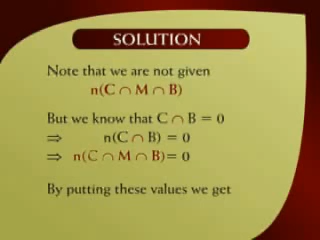 SOLUTION
Note that we are not given
n(C ∩ M ∩ B)
But we know that C ∩ B = 0
⇒ n(C ∩ B) = 0
⇒ n(C ∩ M ∩ B)= 0
By putting these values we get